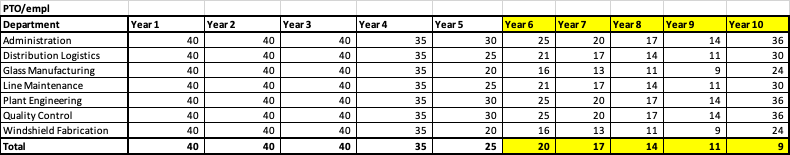 PTO/empl
Department Year 1 Year 2 Year 3 Year 4 Year 5 Year 6 Year 7 Year 8 Year 9 Year 10
Administration 40 40 40 35 30 25 20 17 14 36
Distribution Logistics 40 40 40 35 25 21 17 14 11 30
Glass Manufacturing 40 40 40 35 20 16 13 11 9 24
Line Maintenance 40 40 40 35 25 21 17 14 11 30
Plant Engineering 40 40 40 35 30 25 20 17 14 36
Quality Control 40 40 40 35 30 25 20 17 14 36
Windshield Fabrication 40 40 40 35 20 16 13 11 9 24
Total 40 40 40 35 25 20 17 14 11 9